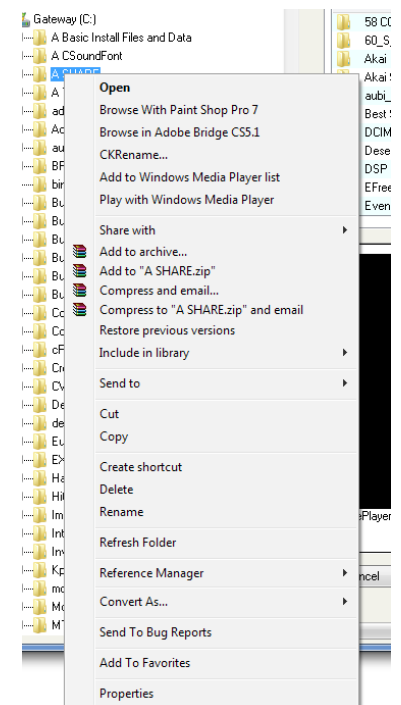 Gateway (C:)
A Basic Install Files and Data
A CSoundFont
A SHARE
58 CO
60_S_
Akai
Akai S
aubi_
Best S
DCIM
Dese
DSP
EFree
Even
Open
Browse With Paint Shop Pro 7
Browse in Adobe Bridge CS5.1
CKRename...
Add to Windows Media Player list
Play with Windows Media Player
Share with
Add to archive...
Add to "A SHARE.zip"
Compress and email...
Compress to "A SHARE.zip" and email
Restore previous versions
Include in library
Send to
Cut
Copy
Create shortcut
Delete
Rename
Refresh Folder
Reference Manager
Convert As...
Send To Bug Reports
Add To Favorites
Properties
ePlayer
ncel